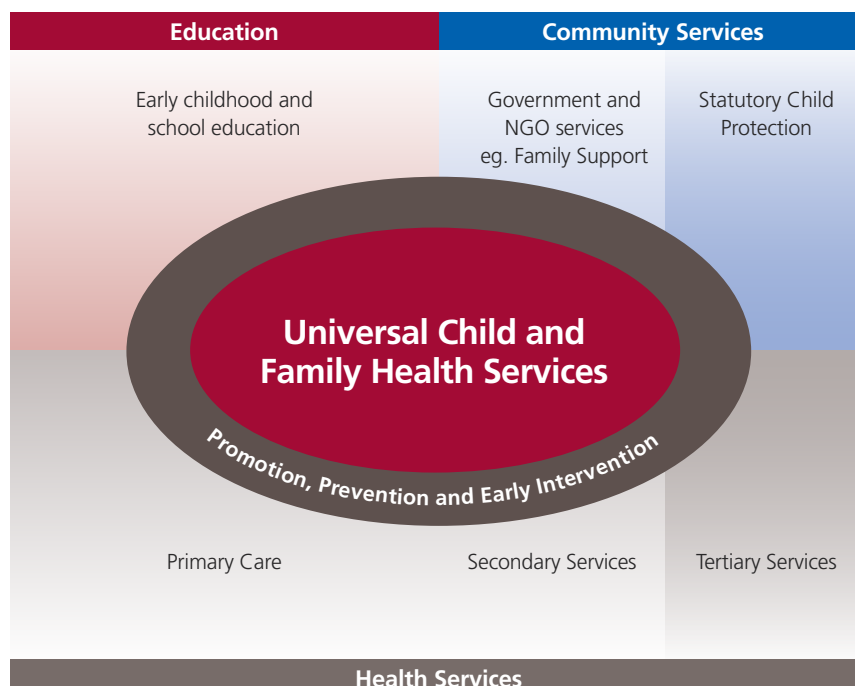 Education
Community Services
Early childhood and
school education
Government and
NGO services
eg. Family Support
Statutory Child
Protection
Universal Child and
Family Health Services
Promotion, Prevention and Early Intervention
Primary Care
Secondary Services
Tertiary Services
Health Services